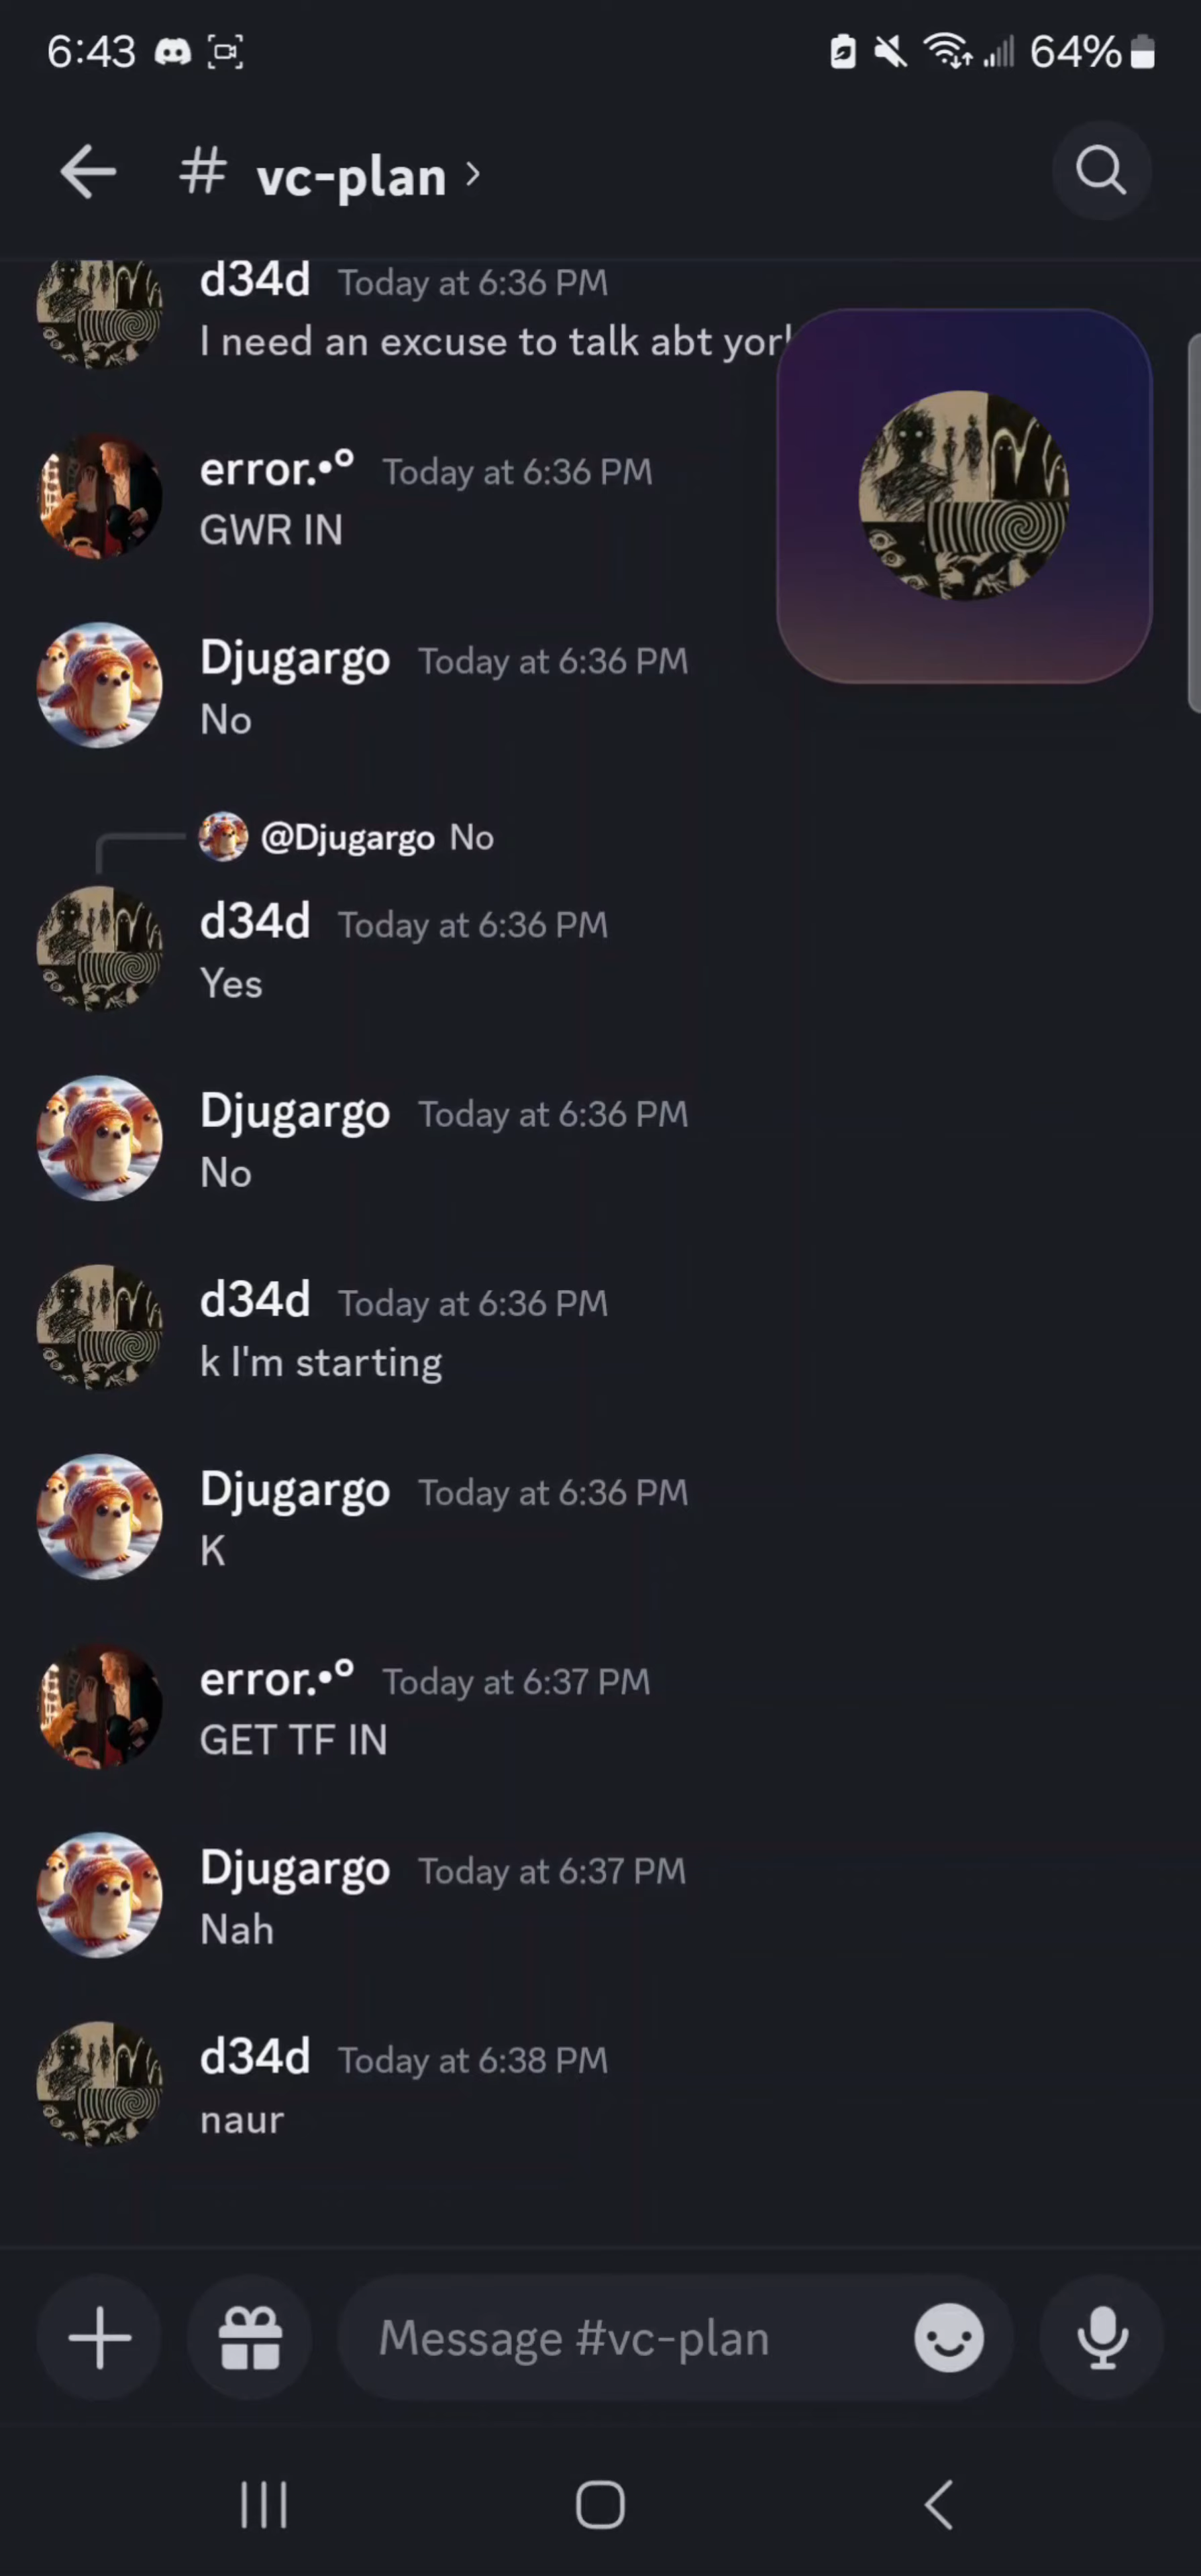 6:43 64%
# vc-plan
d34d Today at 6:36 PM
I need an excuse to talk abt
error.•° Today at 6:36 PM
GWR IN
Djugargo Today at 6:36 PM
No
@Djugargo No
d34d Today at 6:36 PM
Yes
Djugargo Today at 6:36 PM
No
d34d Today at 6:36 PM
k I'm starting
Djugargo Today at 6:36 PM
K
error.•° Today at 6:37 PM
GET TF IN
Djugargo Today at 6:37 PM
Nah
d34d Today at 6:38 PM
naur
Message #vc-plan